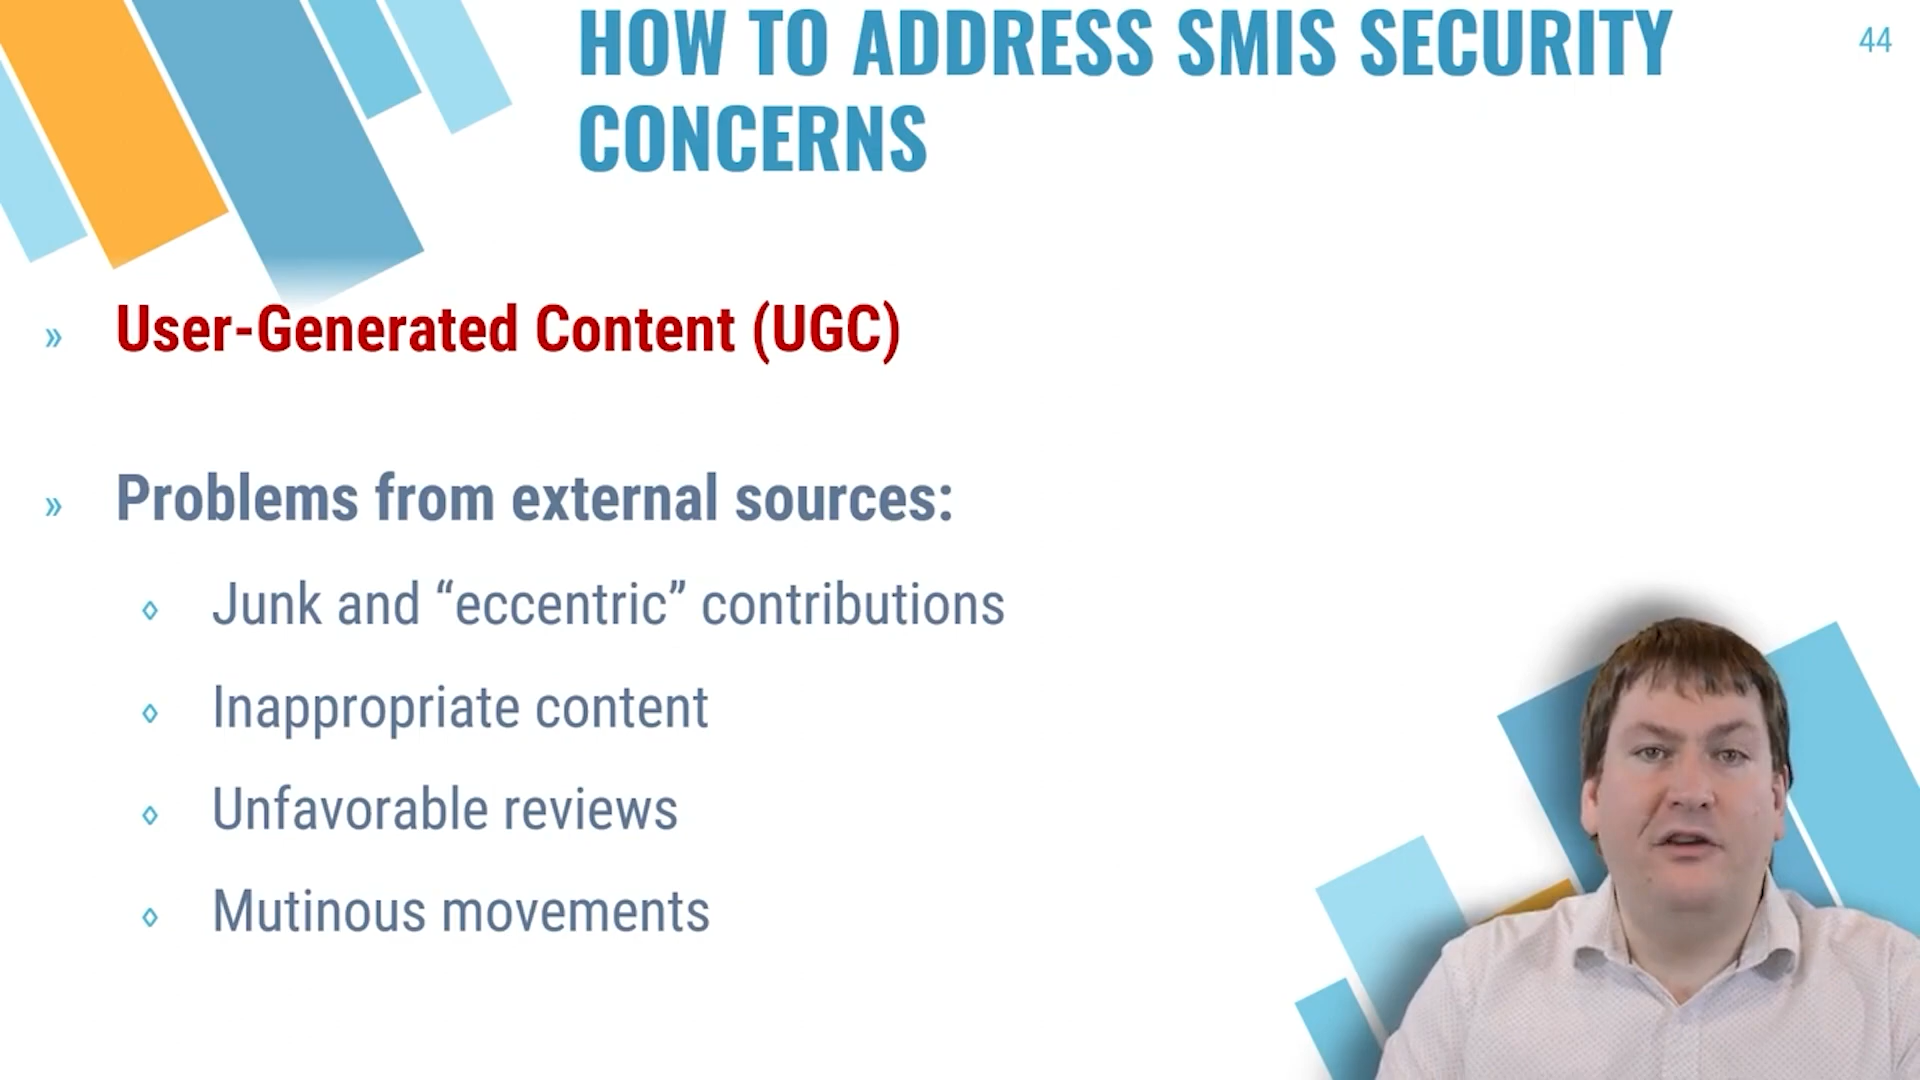 HOW TO ADDRESS SMIS SECURITY
CONCERNS
44
» User-Generated Content (UGC)
» Problems from external sources:
◊ Junk and “eccentric” contributions
◊ Inappropriate content
◊ Unfavorable reviews
◊ Mutinous movements